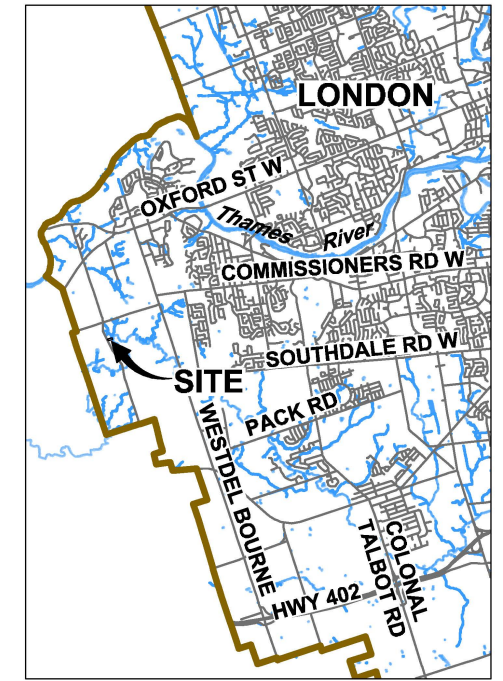 LONDON
OXFORD ST W
Thames River
COMMISSIONERS RD W
SOUTHDALE RD W
SITE
PACK RD
WESTDEL BOURNE
COLONAL
TALBOT RD
HWY 402